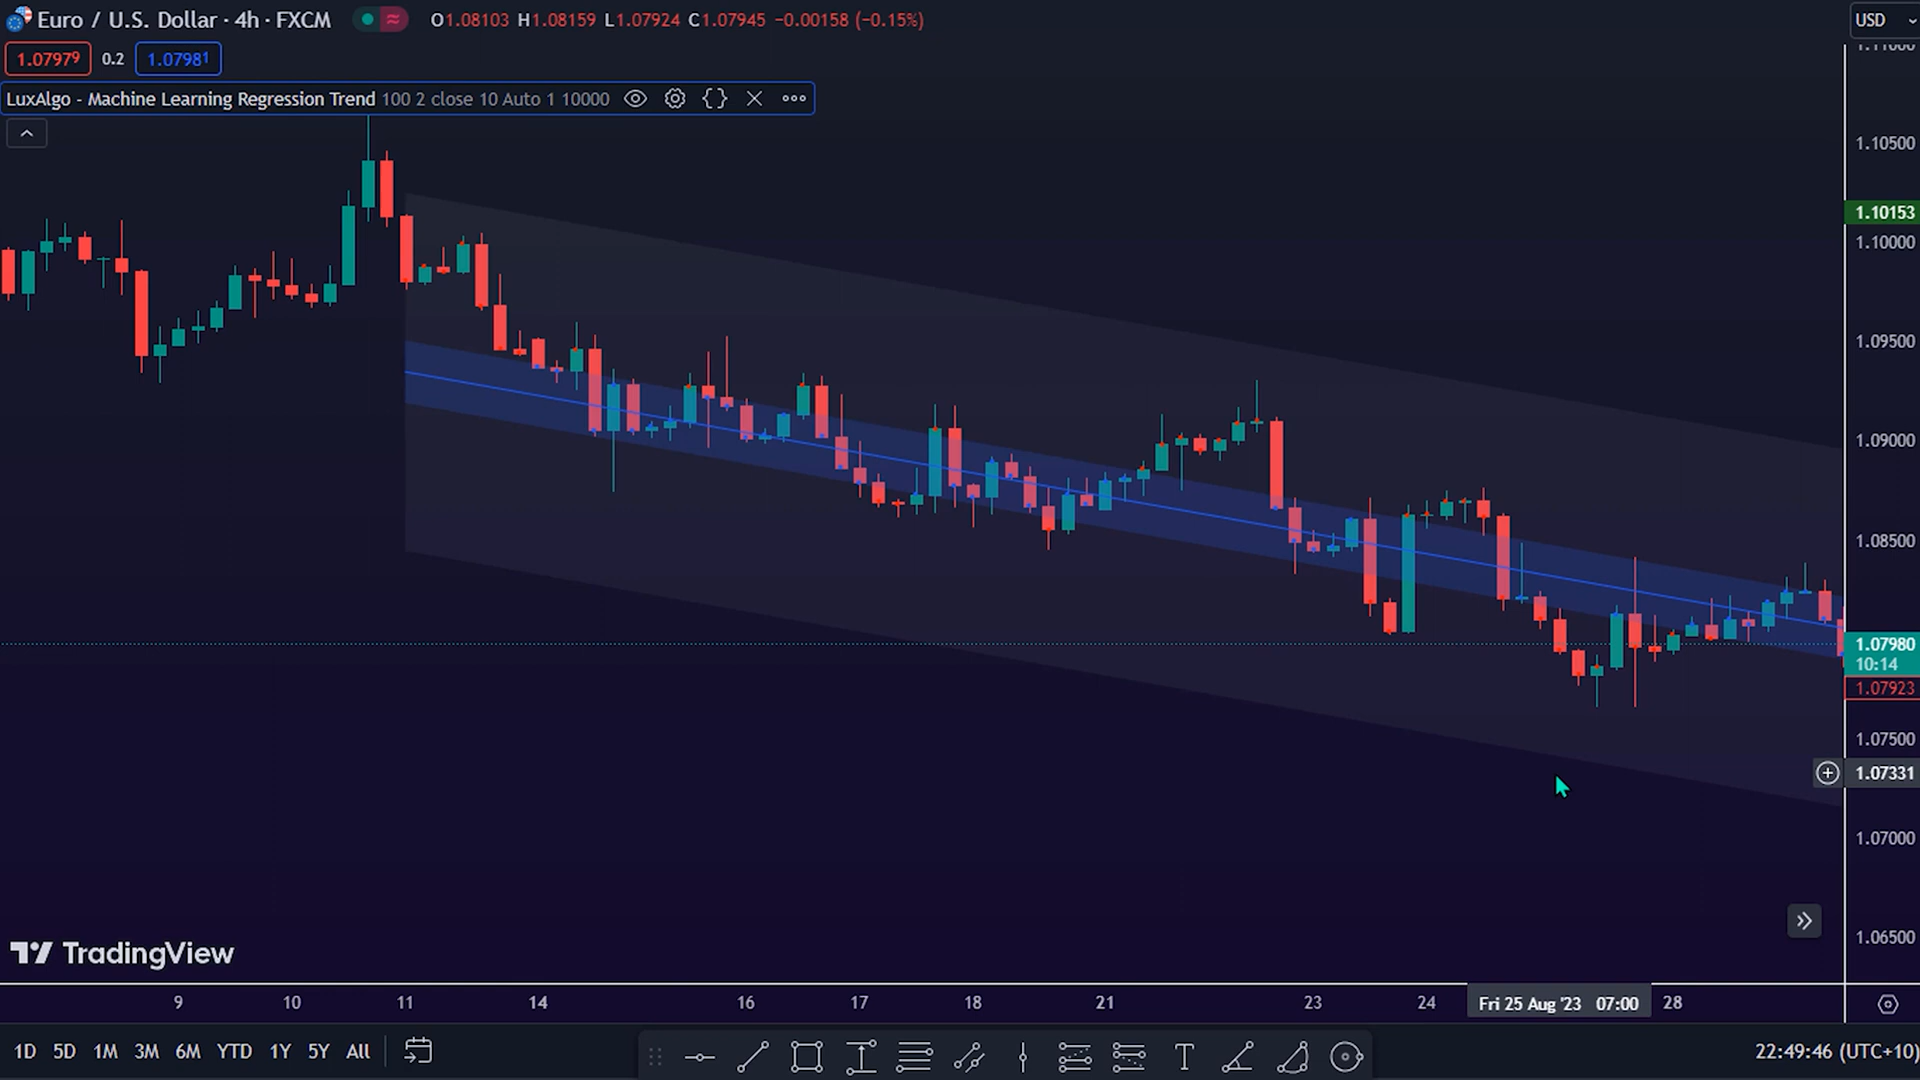 Euro / U.S. Dollar · 4h · FXCM O1.08103 H1.08159 L1.07924 C1.07945 −0.00158 (−0.15%)
USD
1.07979 0.2 1.07981
LuxAlgo - Machine Learning Regression Trend 100 2 close 10 Auto 1 10000
1.11000
1.10500
1.10153
1.10000
1.09500
1.09000
1.08500
1.07980
10:14
1.07923
1.07500
1.07331
1.07000
1.06500
TradingView
9 10 11 14 16 17 18 21 23 24 Fri 25 Aug '23 07:00 28
1D 5D 1M 3M 6M YTD 1Y 5Y All
T
22:49:46 (UTC+10)